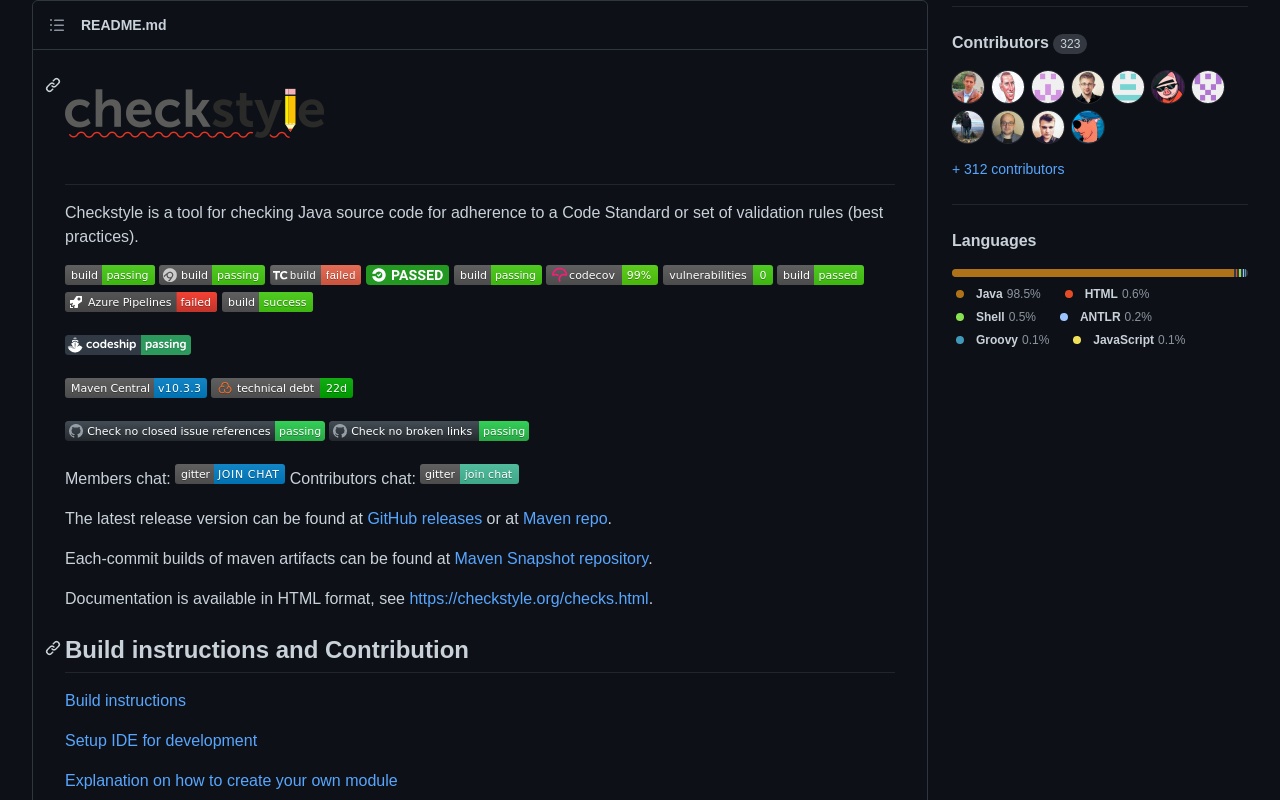 README.md
checkstyle
Checkstyle is a tool for checking Java source code for adherence to a Code Standard or set of validation rules (best
practices).
build passing build passing TC build failed PASSED build passing codecov 99% vulnerabilities 0 build passed
Azure Pipelines failed build success
codeship passing
Maven Central v10.3.3 technical debt 22d
Check no closed issue references passing Check no broken links passing
Members chat: gitter JOIN CHAT Contributors chat: gitter join chat
The latest release version can be found at GitHub releases or at Maven repo.
Each-commit builds of maven artifacts can be found at Maven Snapshot repository.
Documentation is available in HTML format, see https://checkstyle.org/checks.html.
Build instructions and Contribution
Build instructions
Setup IDE for development
Explanation on how to create your own module
Contributors 323
+ 312 contributors
Languages
Java 98.5% HTML 0.6%
Shell 0.5% ANTLR 0.2%
Groovy 0.1% JavaScript 0.1%